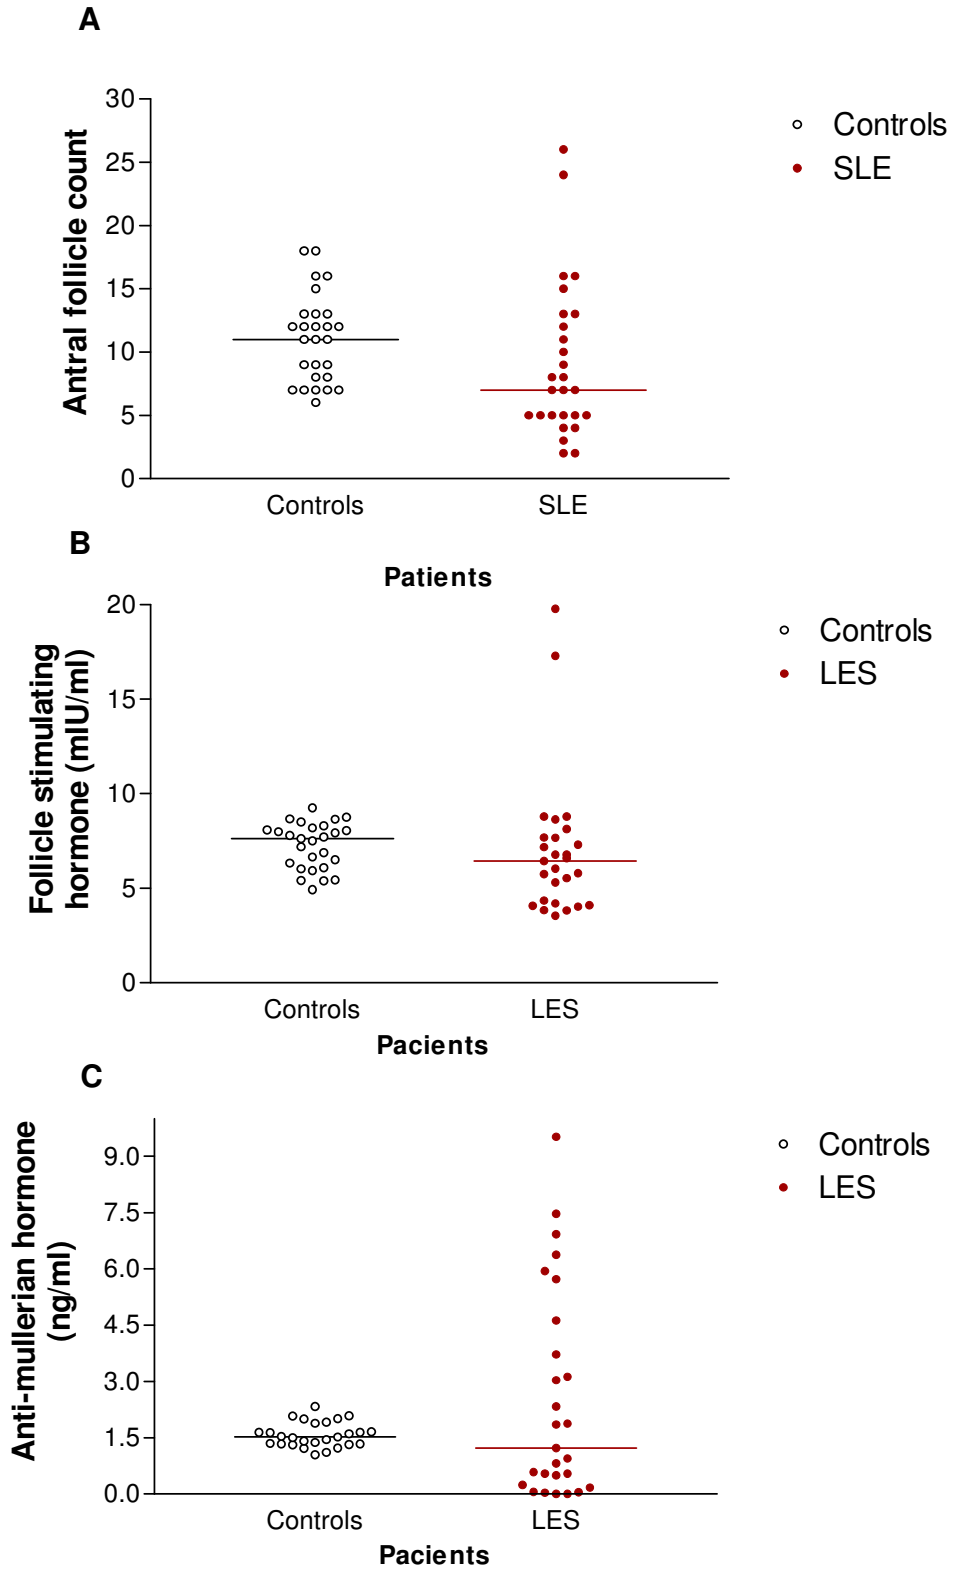 A
Antral follicle count
30
25
20
15
10
5
0
Controls
SLE
Controls
SLE
Patients
B
Follicle stimulating
hormone (mIU/ml)
20
15
10
5
0
Controls
LES
Controls
LES
Pacients
C
Anti-mullerian hormone
(ng/ml)
9.0
7.5
6.0
4.5
3.0
1.5
0.0
Controls
LES
Controls
LES
Pacients